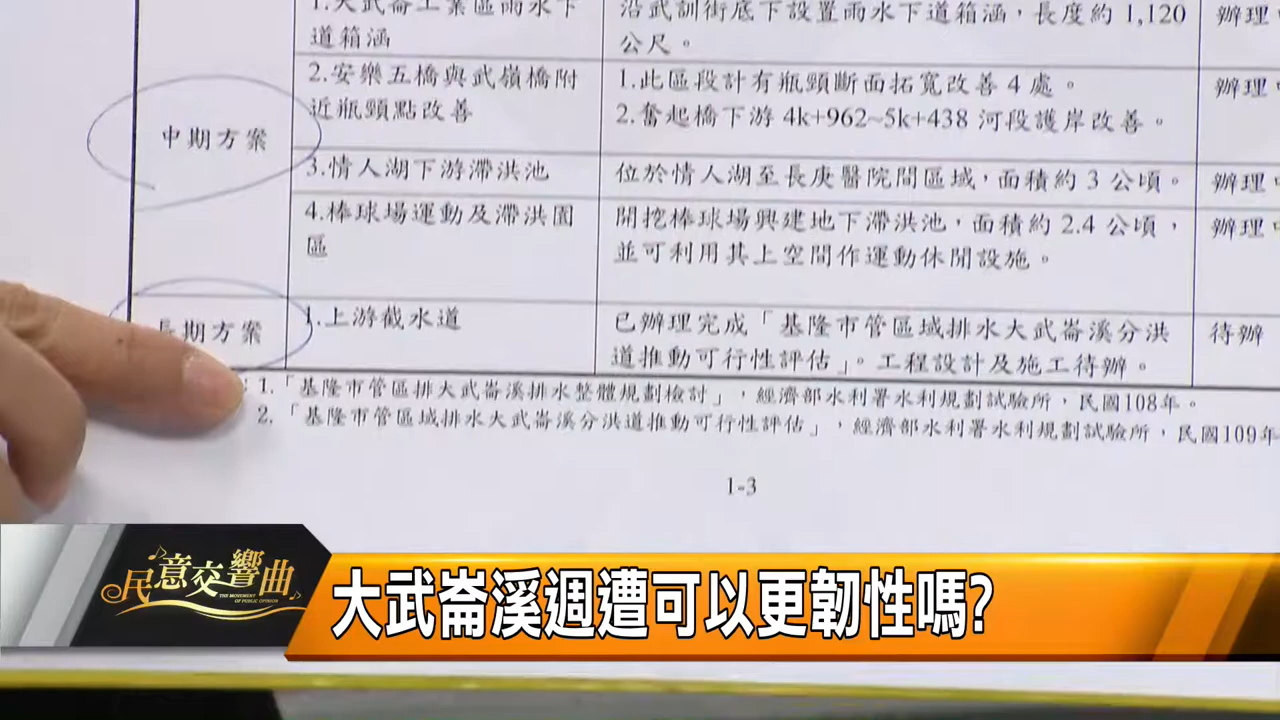 1.大武崙工業區雨水下
道箱涵
沿武訓街底下設置雨水下道箱涵，長度約 1,120
公尺。
辦理
中期方案
2.安樂五橋與武嶺橋附
近瓶頸點改善
1.此區段計有瓶頸斷面拓寬改善 4 處。
2.奮起橋下游 4k+962~5k+438 河段護岸改善。
辦理中
3.情人湖下游滯洪池
位於情人湖至長庚醫院間區域，面積約 3 公頃。
辦理中
4.棒球場運動及滯洪園
區
開挖棒球場興建地下滯洪池，面積約 2.4 公頃，
並可利用其上空間作運動休閒設施。
辦理中
長期方案
1.上游截水道
已辦理完成「基隆市管區域排水大武崙溪分洪
道推動可行性評估」。工程設計及施工待辦。
待辦
1.「基隆市管區排大武崙溪排水整體規劃檢討」，經濟部水利署水利規劃試驗所，民國108年。
2.「基隆市管區域排水大武崙溪分洪道推動可行性評估」，經濟部水利署水利規劃試驗所，民國109年
1-3
民意交響曲
THE MOVEMENT
OF PUBLIC OPINION
大武崙溪週遭可以更韌性嗎?